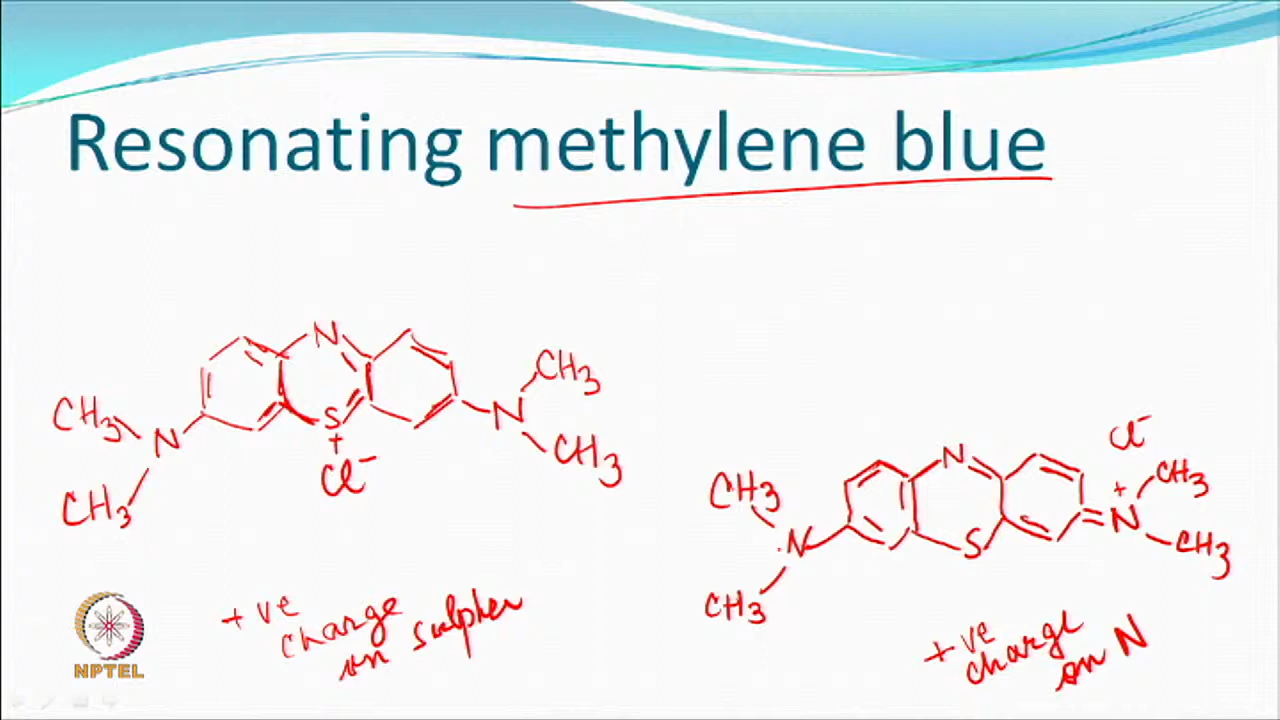 Resonating methylene blue
N
CH3
CH3
N
S
+
Cl-
N
CH3
CH3
Cl-
CH3
N
+
CH3
N
S
N
CH3
CH3
+ve
charge
on sulpher
+ve
charge
on N
NPTEL